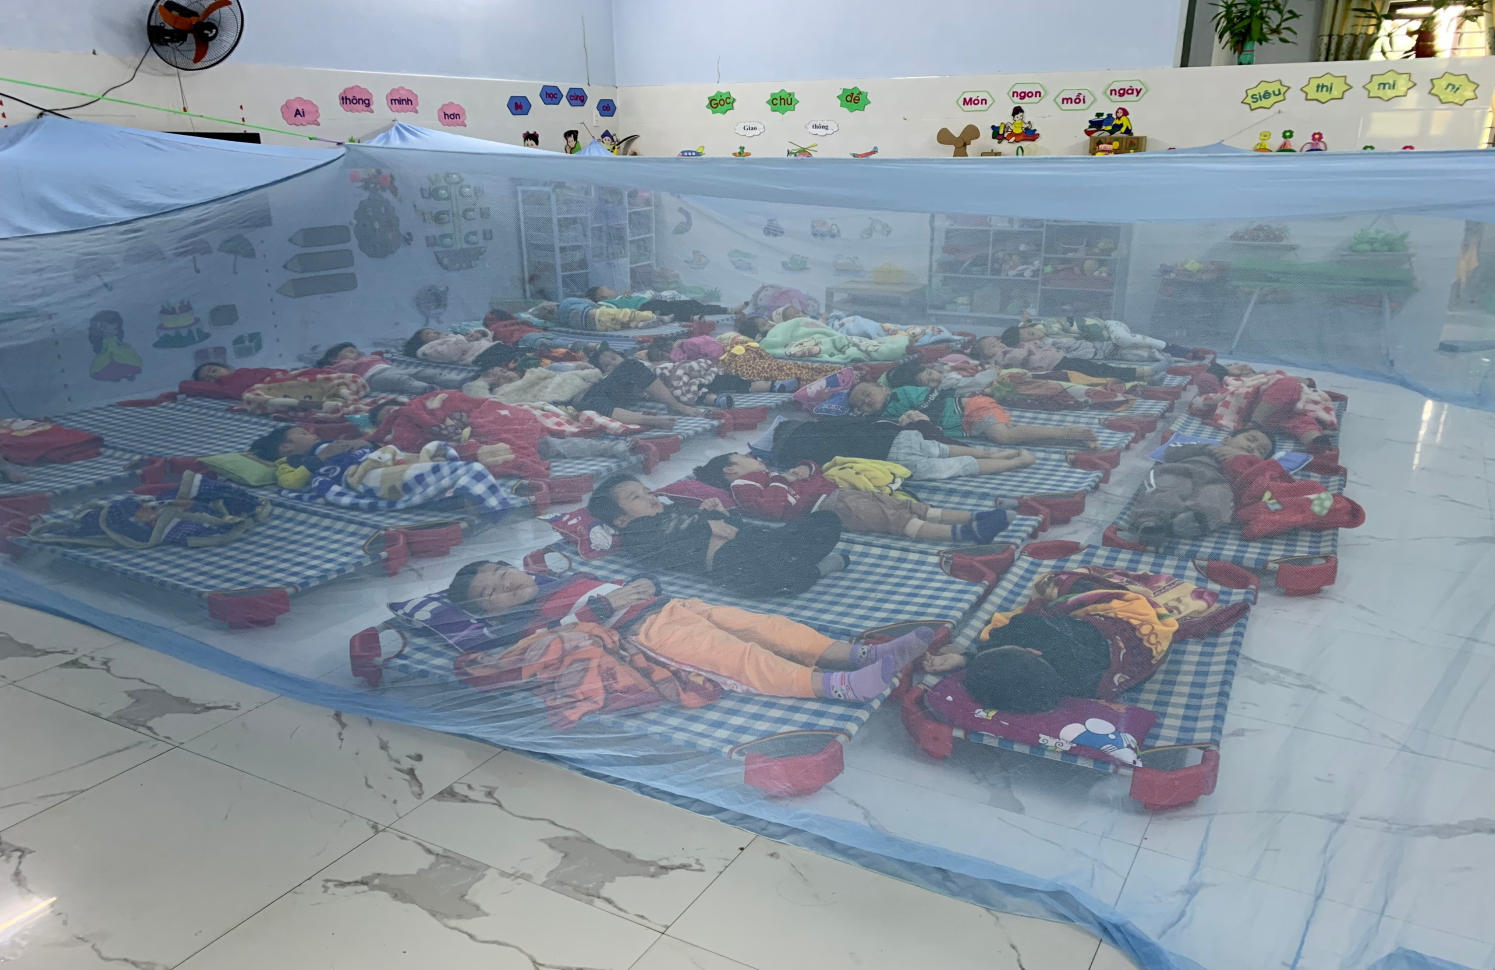 Ai thông minh hơn
Bé học cùng cô
Góc chủ đề
Giao thông
Món ngon mỗi ngày
Siêu thị mi ni